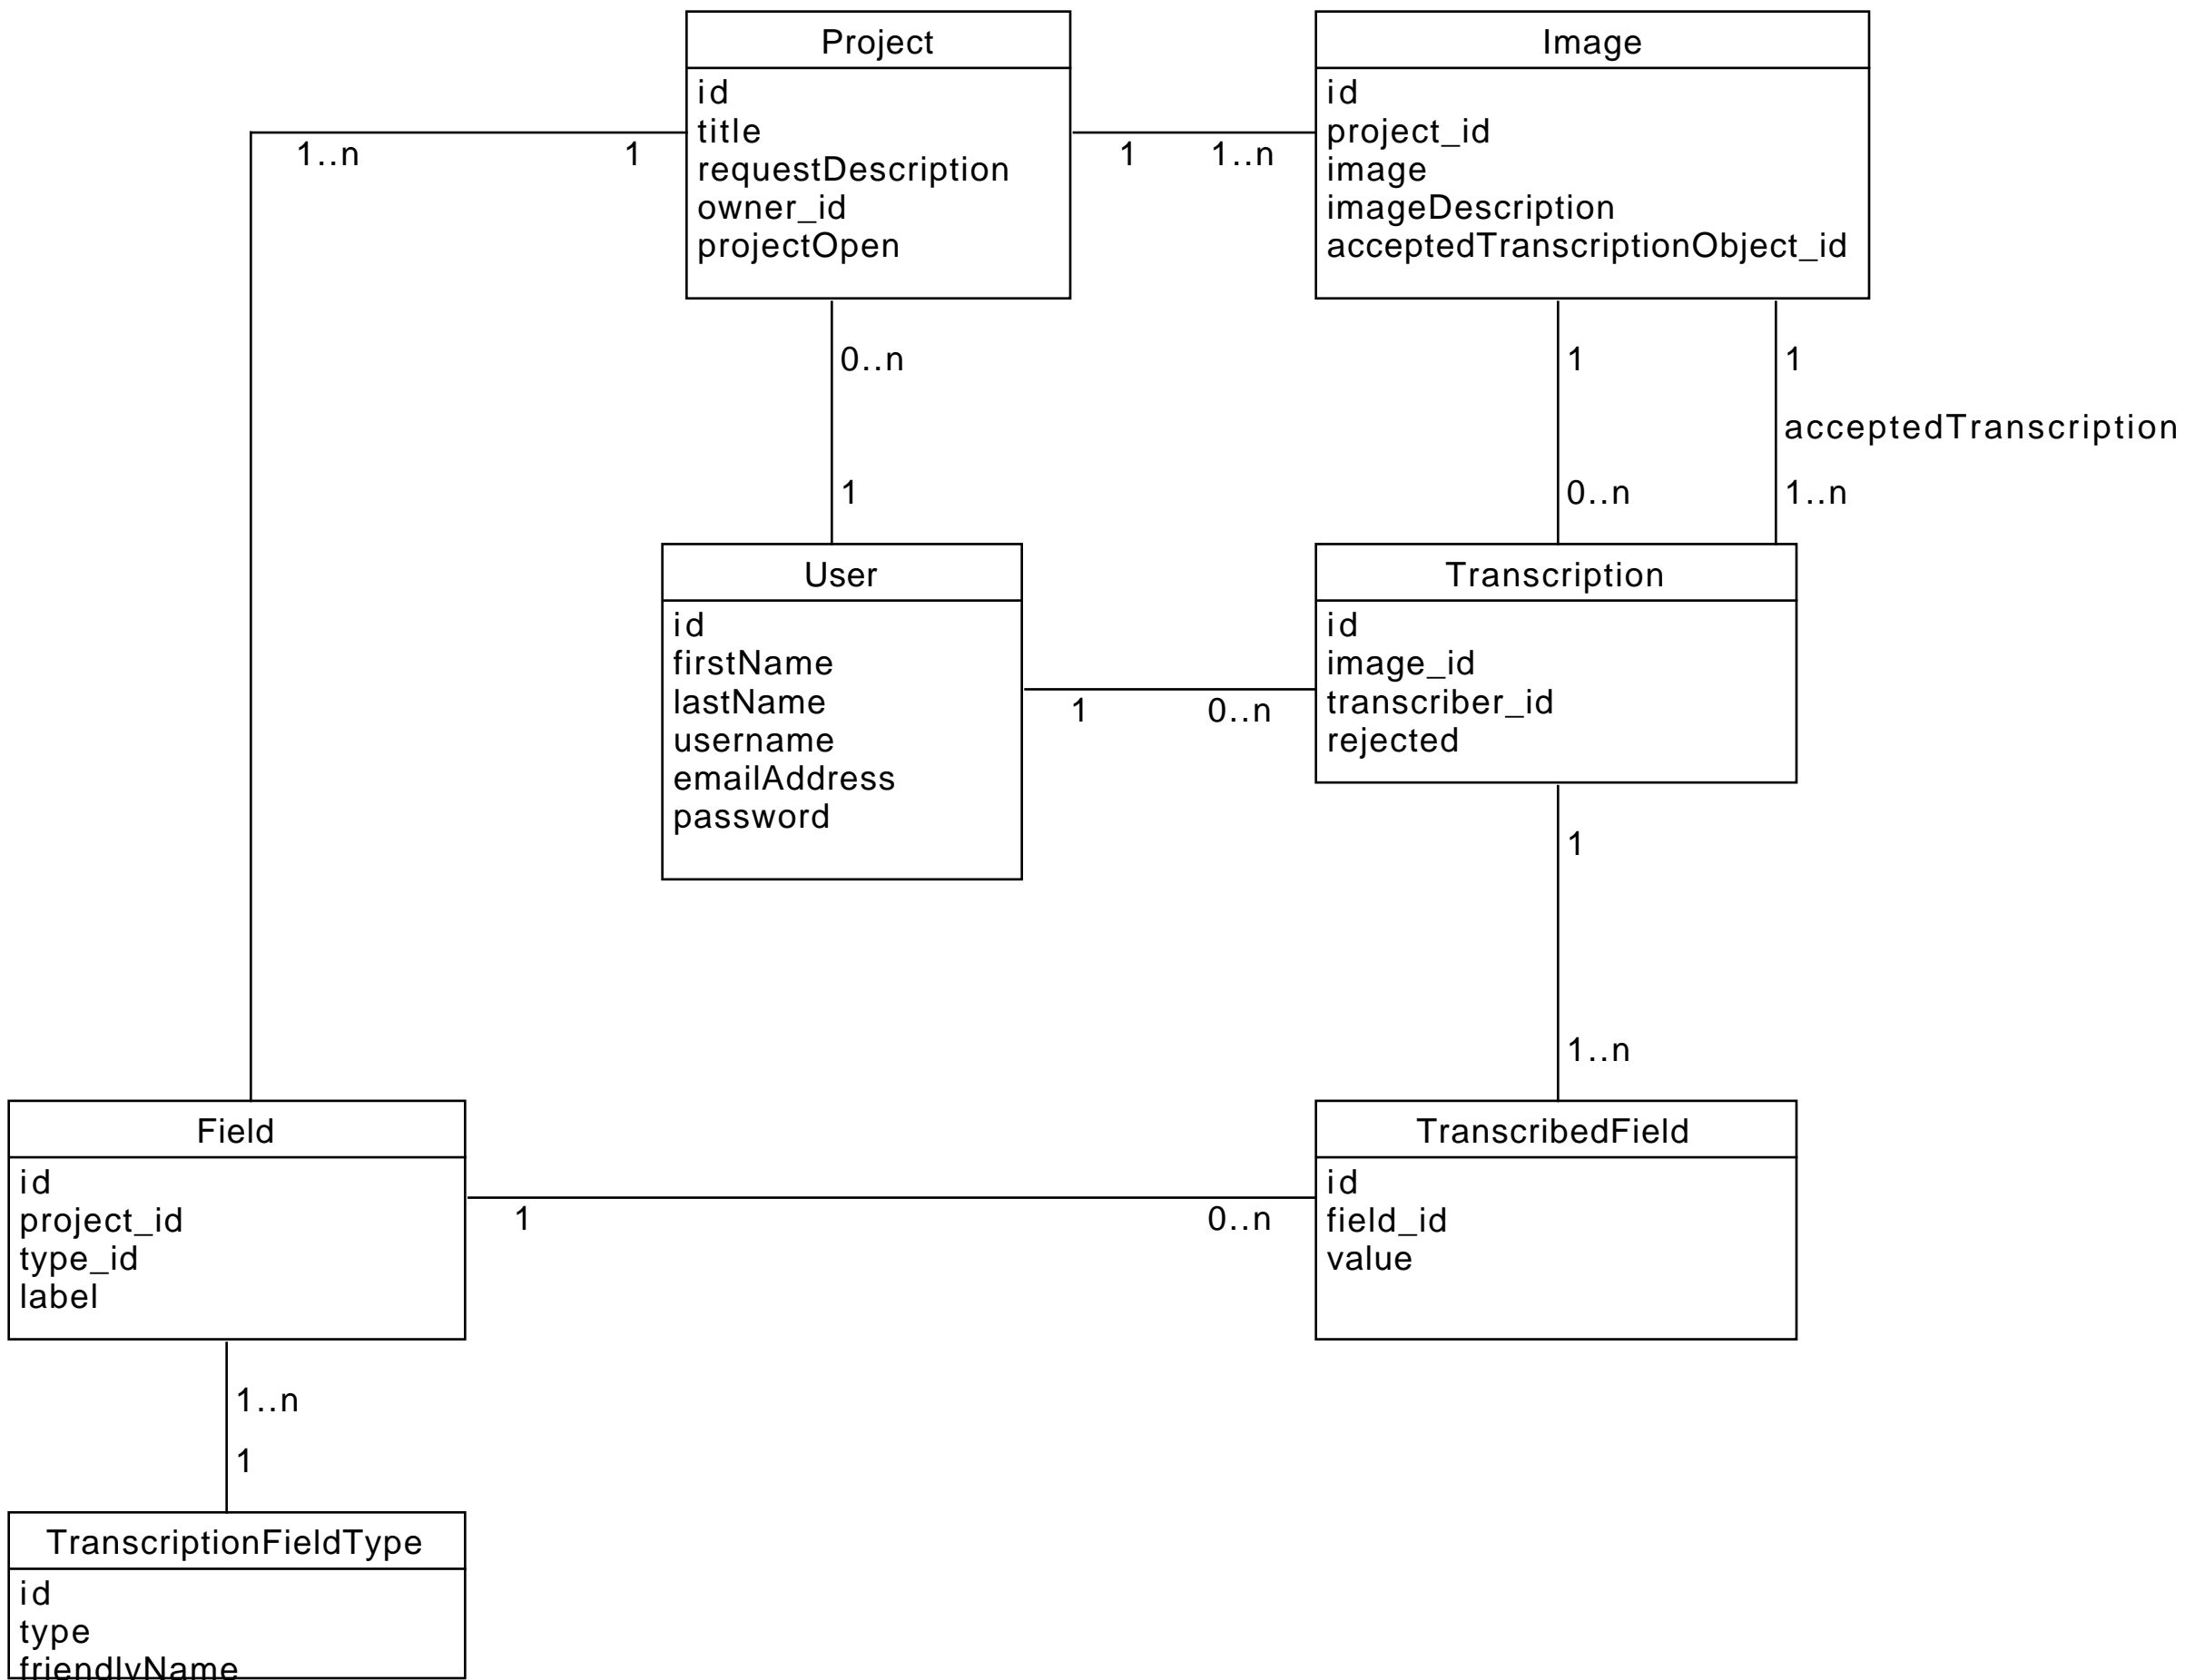 Project
id
title
requestDescription
owner_id
projectOpen
Image
id
project_id
image
imageDescription
acceptedTranscriptionObject_id
1..n
1
1
1..n
0..n
1
1
0..n
1
acceptedTranscription
1..n
User
id
firstName
lastName
username
emailAddress
password
1
0..n
Transcription
id
image_id
transcriber_id
rejected
1
1..n
Field
id
project_id
type_id
label
1
0..n
TranscribedField
id
field_id
value
1..n
1
TranscriptionFieldType
id
type
friendlyName